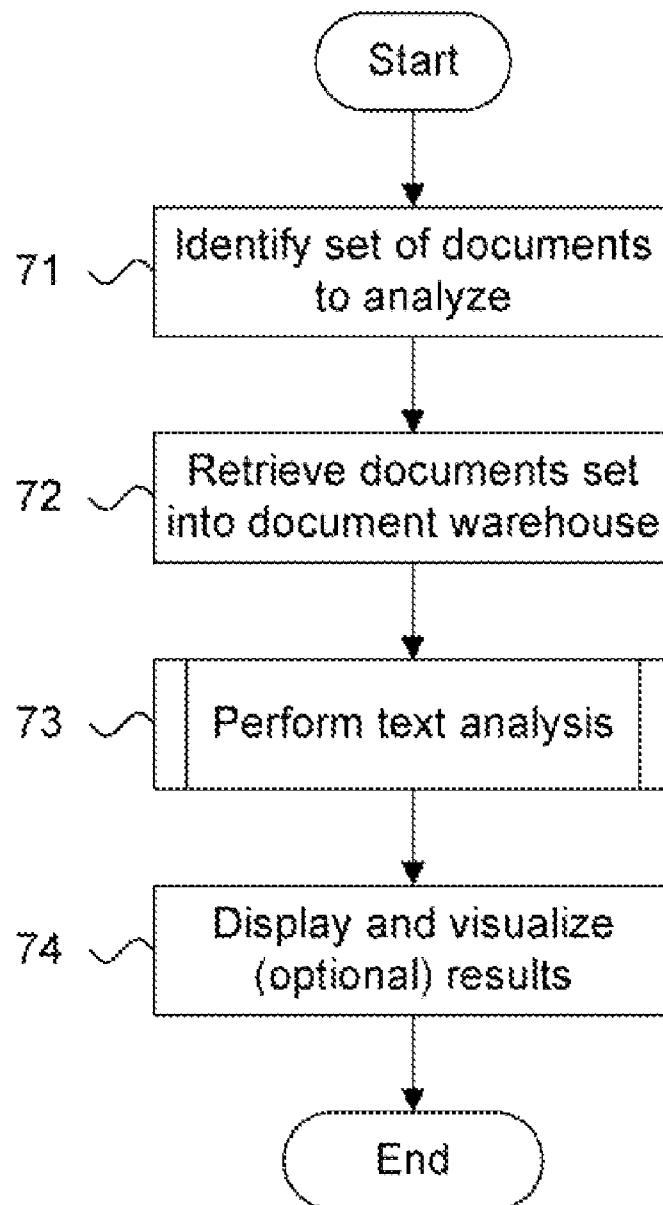 Start
71
Identify set of documents
to analyze
72
Retrieve documents set
into document warehouse
73
Perform text analysis
74
Display and visualize
(optional) results
End